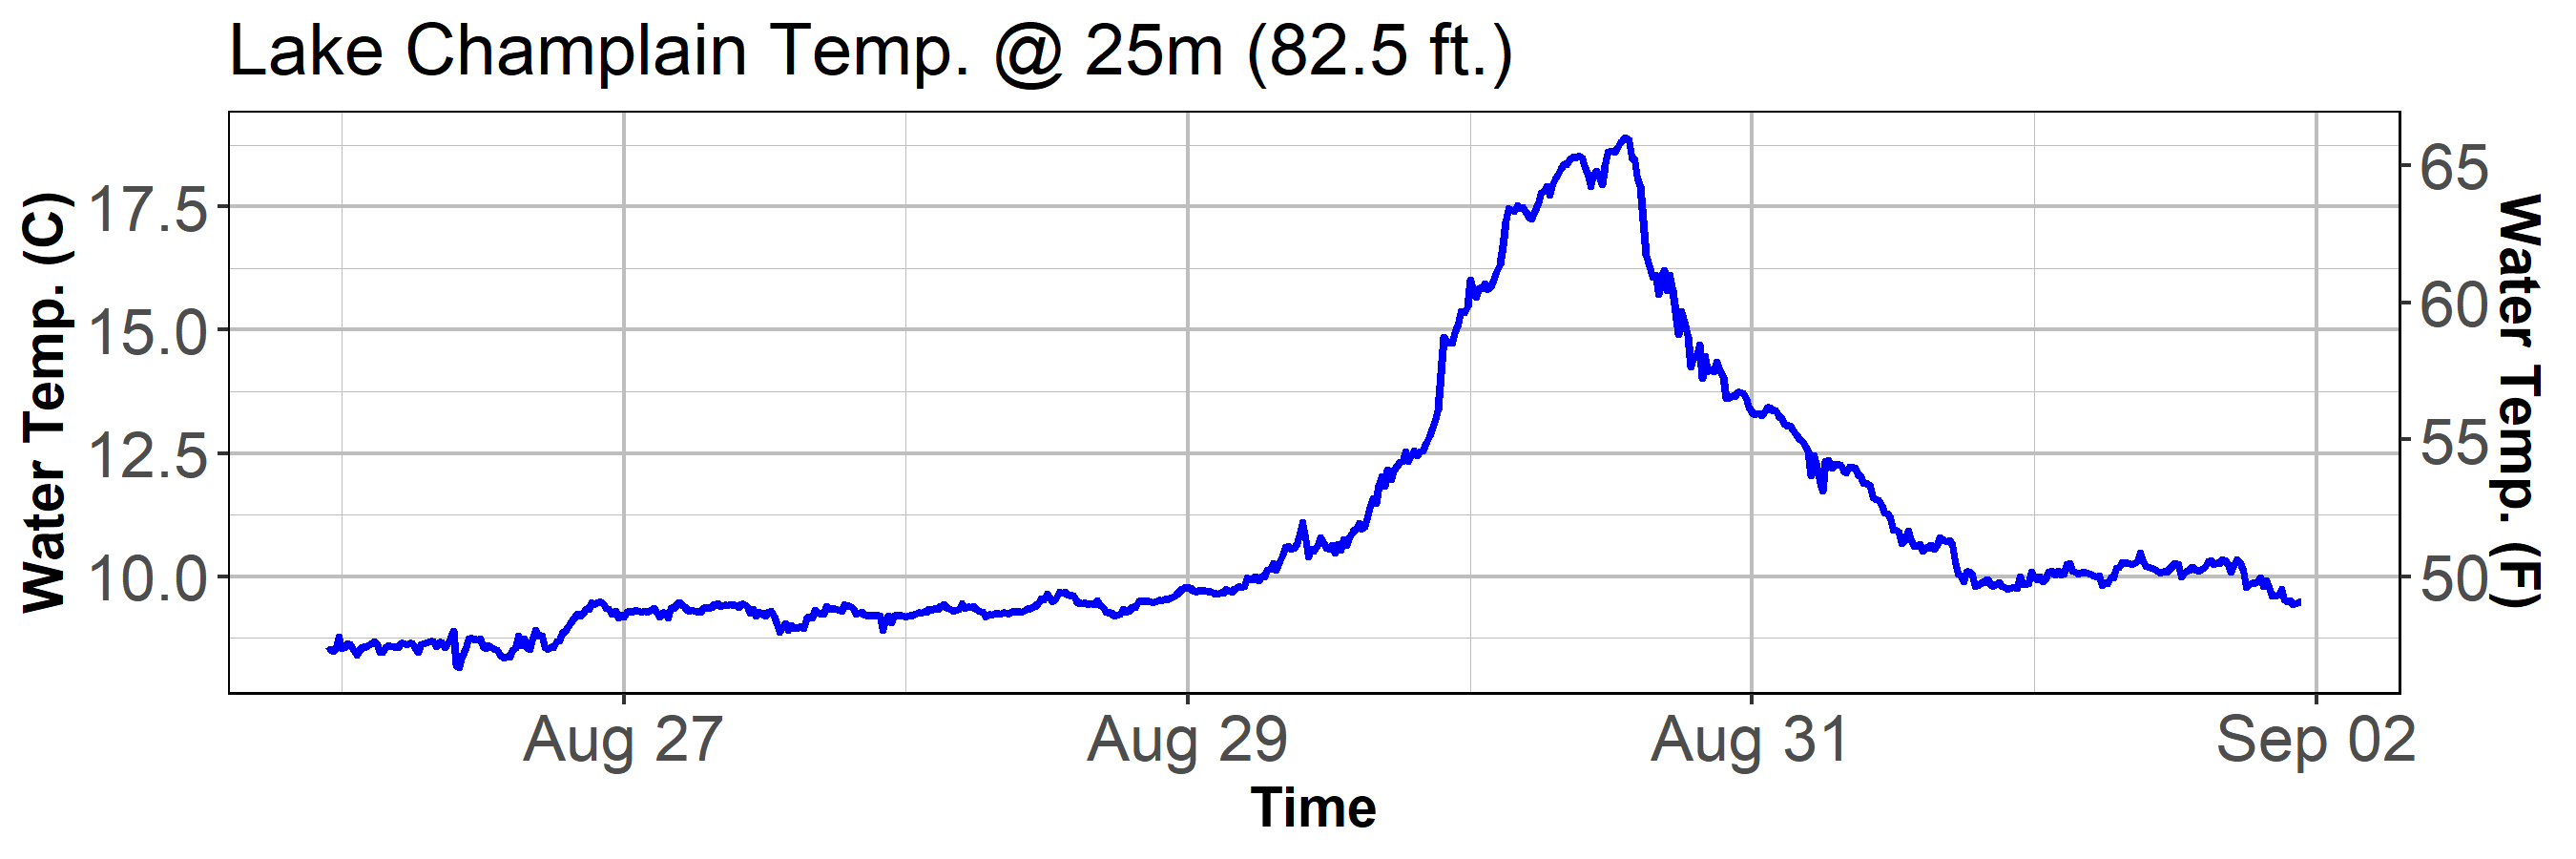 Lake Champlain Temp. @ 25m (82.5 ft.)
Water Temp. (C)
17.5
15.0
12.5
10.0
65
60
55
50
Water Temp. (F)
Aug 27 Aug 29 Aug 31 Sep 02
Time